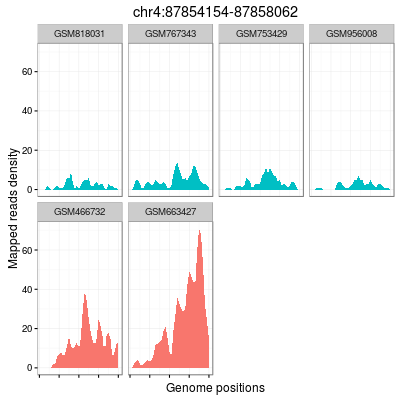 chr4:87854154-87858062
GSM818031 GSM767343 GSM753429 GSM956008
60
40
20
0
GSM466732 GSM663427
60
40
20
0
Mapped reads density
Genome positions